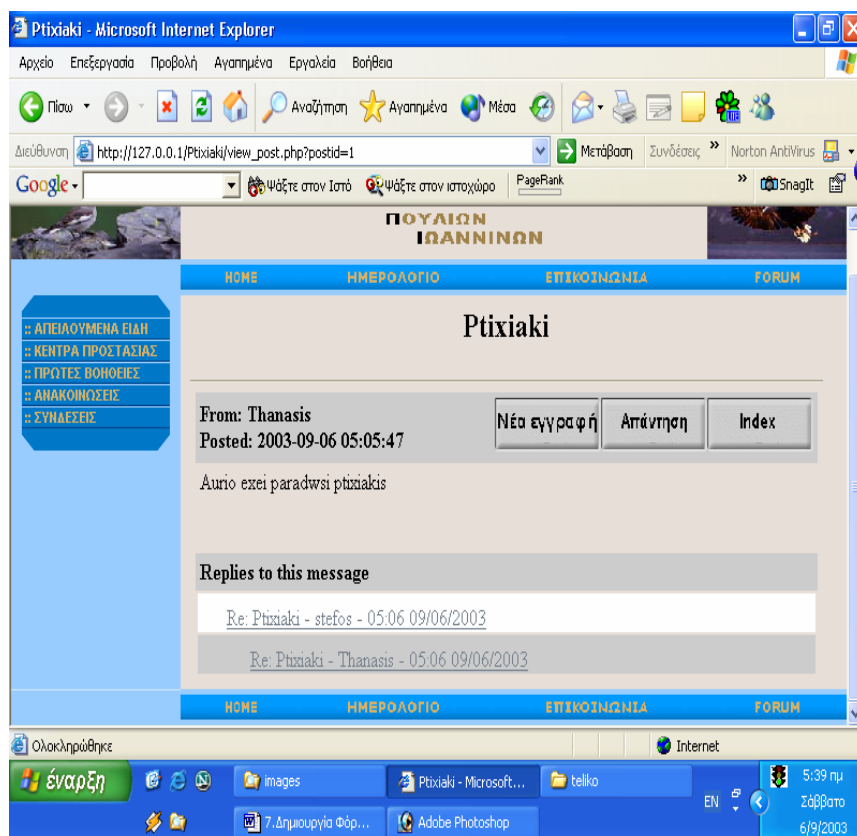 Ptixiaki - Microsoft Internet Explorer
Αρχείο Επεξεργασία Προβολή Αγαπημένα Εργαλεία Βοήθεια
Πίσω Αναζήτηση Αγαπημένα Μέσα
Διεύθυνση http://127.0.0.1/Ptixiaki/view_post.php?postid=1 Μετάβαση Συνδέσεις » Norton AntiVirus
Google Ψάξτε στον Ιστό Ψάξτε στον ιστοχώρο PageRank » SnagIt
ΠΟΥΛΙΩΝ
ΙΩΑΝΝΙΝΩΝ
HOME ΗΜΕΡΟΛΟΓΙΟ ΕΠΙΚΟΙΝΩΝΙΑ FORUM
Ptixiaki
:: ΑΠΕΙΛΟΥΜΕΝΑ ΕΙΔΗ
:: ΚΕΝΤΡΑ ΠΡΟΣΤΑΣΙΑΣ
:: ΠΡΩΤΕΣ ΒΟΗΘΕΙΕΣ
:: ΑΝΑΚΟΙΝΩΣΕΙΣ
:: ΣΥΝΔΕΣΕΙΣ
From: Thanasis
Posted: 2003-09-06 05:05:47
Νέα εγγραφή Απάντηση Index
Aurio exei paradwsi ptixiakis
Replies to this message
Re: Ptixiaki - stefos - 05:06 09/06/2003
Re: Ptixiaki - Thanasis - 05:06 09/06/2003
HOME ΗΜΕΡΟΛΟΓΙΟ ΕΠΙΚΟΙΝΩΝΙΑ FORUM
Ολοκληρώθηκε Internet
έναρξη images Ptixiaki - Microsoft... teliko EN 5:39 πμ
Σάββατο
7.Δημιουργία Φόρ... Adobe Photoshop 6/9/2003